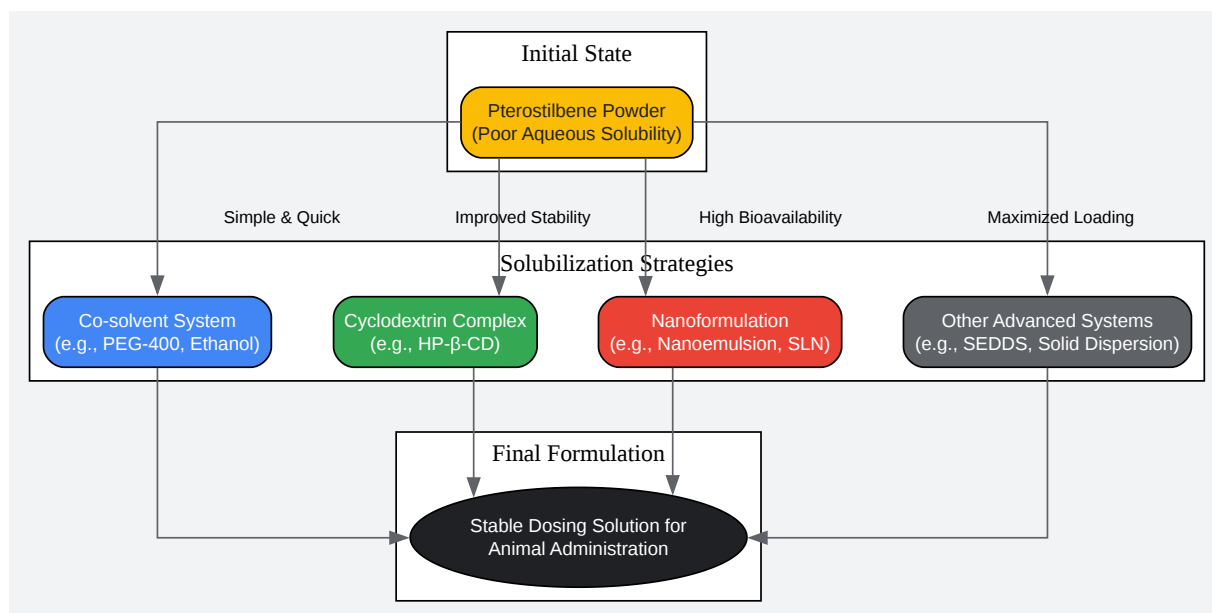 Initial State
Pterostilbene Powder
(Poor Aqueous Solubility)
Simple & Quick
Improved Stability
High Bioavailability
Maximized Loading
Solubilization Strategies
Co-solvent System
(e.g., PEG-400, Ethanol)
Cyclodextrin Complex
(e.g., HP-β-CD)
Nanoformulation
(e.g., Nanoemulsion, SLN)
Other Advanced Systems
(e.g., SEDDS, Solid Dispersion)
Final Formulation
Stable Dosing Solution for
Animal Administration